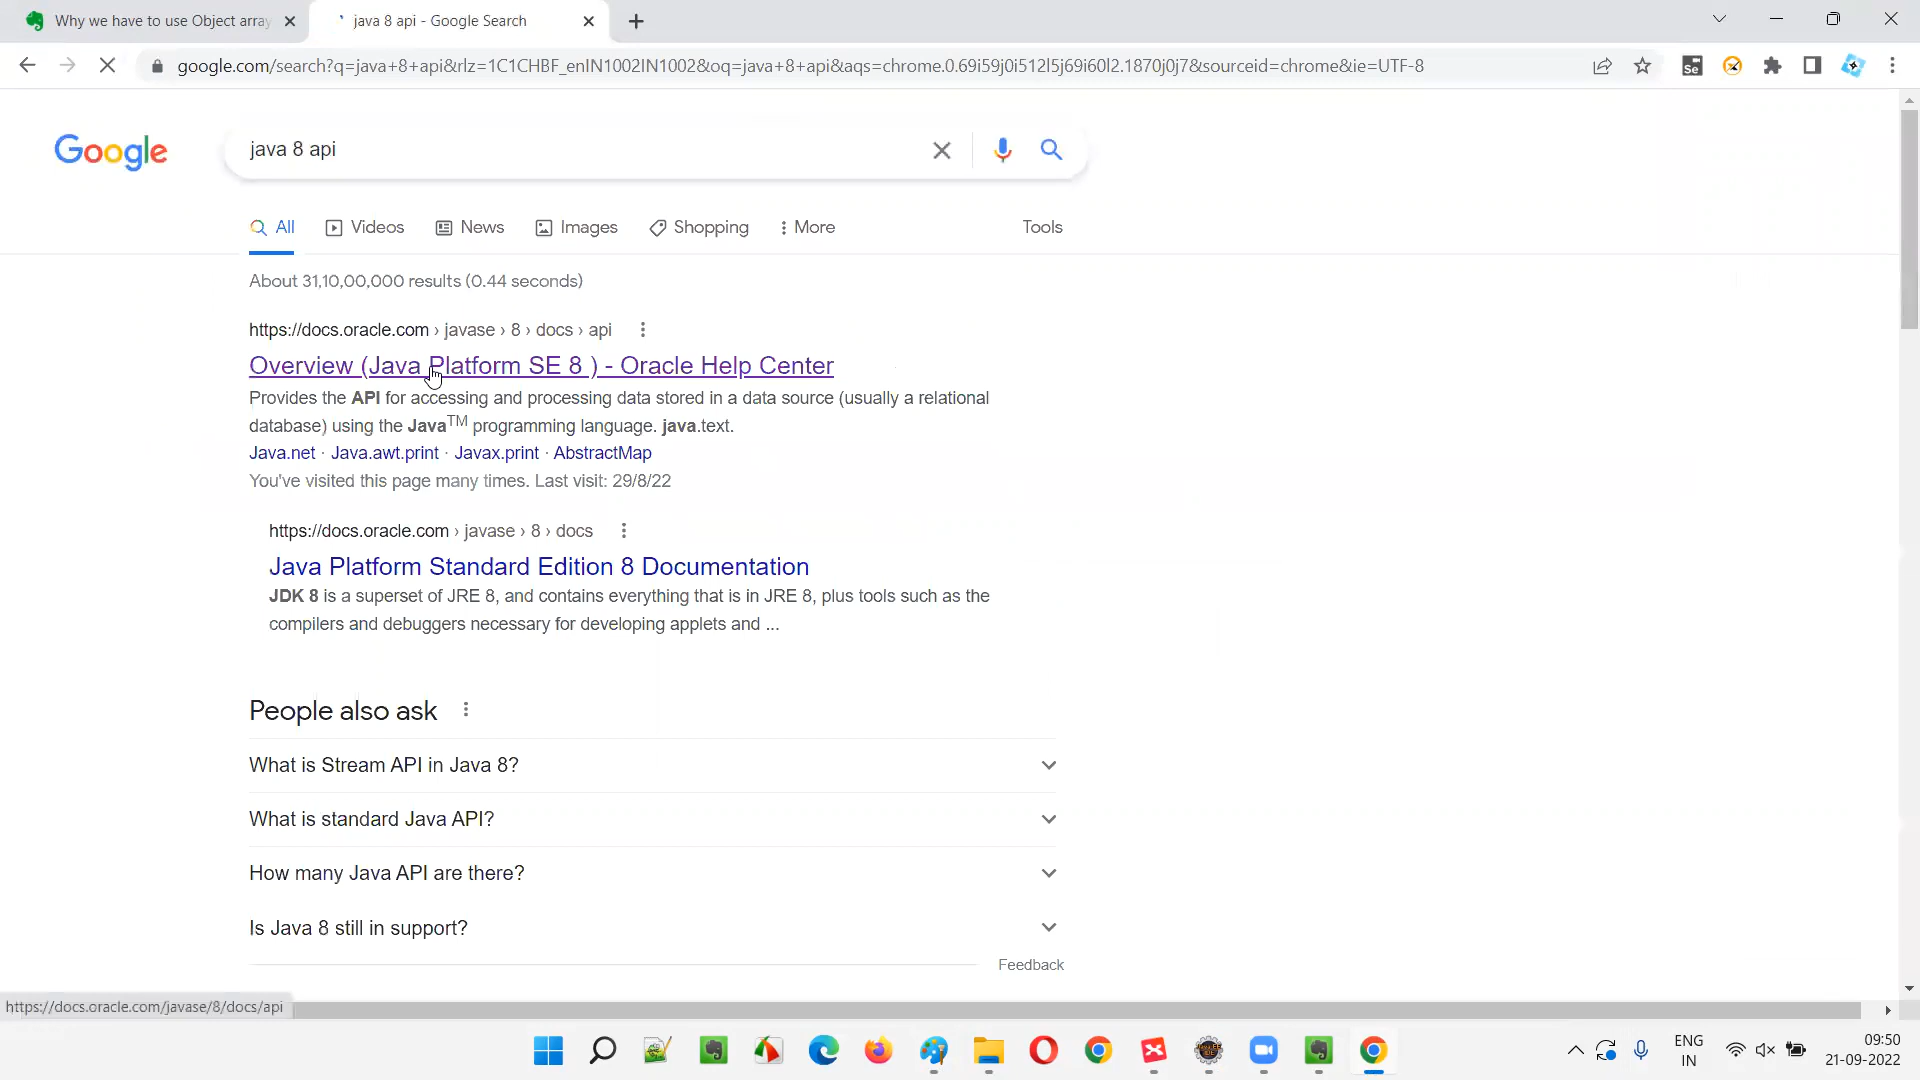 Why we have to use Object array
java 8 api - Google Search
google.com/search?q=java+8+api&rlz=1C1CHBF_enIN1002IN1002&oq=java+8+api&aqs=chrome.0.69i59j0i512l5j69i60l2.1870j0j7&sourceid=chrome&ie=UTF-8
Google
java 8 api
All Videos News Images Shopping More Tools
About 31,10,00,000 results (0.44 seconds)
https://docs.oracle.com › javase › 8 › docs › api
Overview (Java Platform SE 8 ) - Oracle Help Center
Provides the API for accessing and processing data stored in a data source (usually a relational
database) using the Java™ programming language. java.text.
Java.net · Java.awt.print · Javax.print · AbstractMap
You've visited this page many times. Last visit: 29/8/22
https://docs.oracle.com › javase › 8 › docs
Java Platform Standard Edition 8 Documentation
JDK 8 is a superset of JRE 8, and contains everything that is in JRE 8, plus tools such as the
compilers and debuggers necessary for developing applets and ...
People also ask
What is Stream API in Java 8?
What is standard Java API?
How many Java API are there?
Is Java 8 still in support?
Feedback
https://docs.oracle.com/javase/8/docs/api
ENG
IN
09:50
21-09-2022